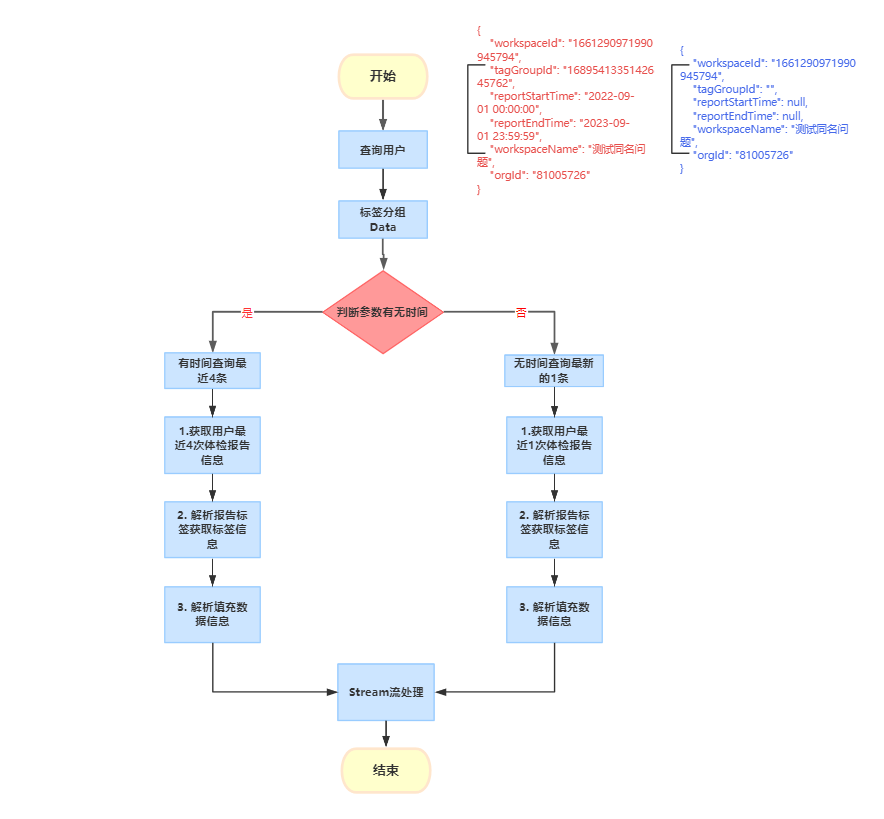 {
"workspaceId": "1661290971990
945794",
"tagGroupId": "16895413351426
45762",
"reportStartTime": "2022-09-
01 00:00:00",
"reportEndTime": "2023-09-
01 23:59:59",
"workspaceName": "测试同名问
题",
"orgId": "81005726"
}
{
"workspaceId": "1661290971990
945794",
"tagGroupId": "",
"reportStartTime": null,
"reportEndTime": null,
"workspaceName": "测试同名问
题",
"orgId": "81005726"
}
开始
查询用户
标签分组
Data
判断参数有无时间
是
否
有时间查询最
近4条
1.获取用户最
近4次体检报告
信息
2. 解析报告标
签获取标签信
息
3. 解析填充数
据信息
无时间查询最新
的1条
1.获取用户最
近1次体检报告
信息
2. 解析报告标
签获取标签信
息
3. 解析填充数
据信息
Stream流处理
结束